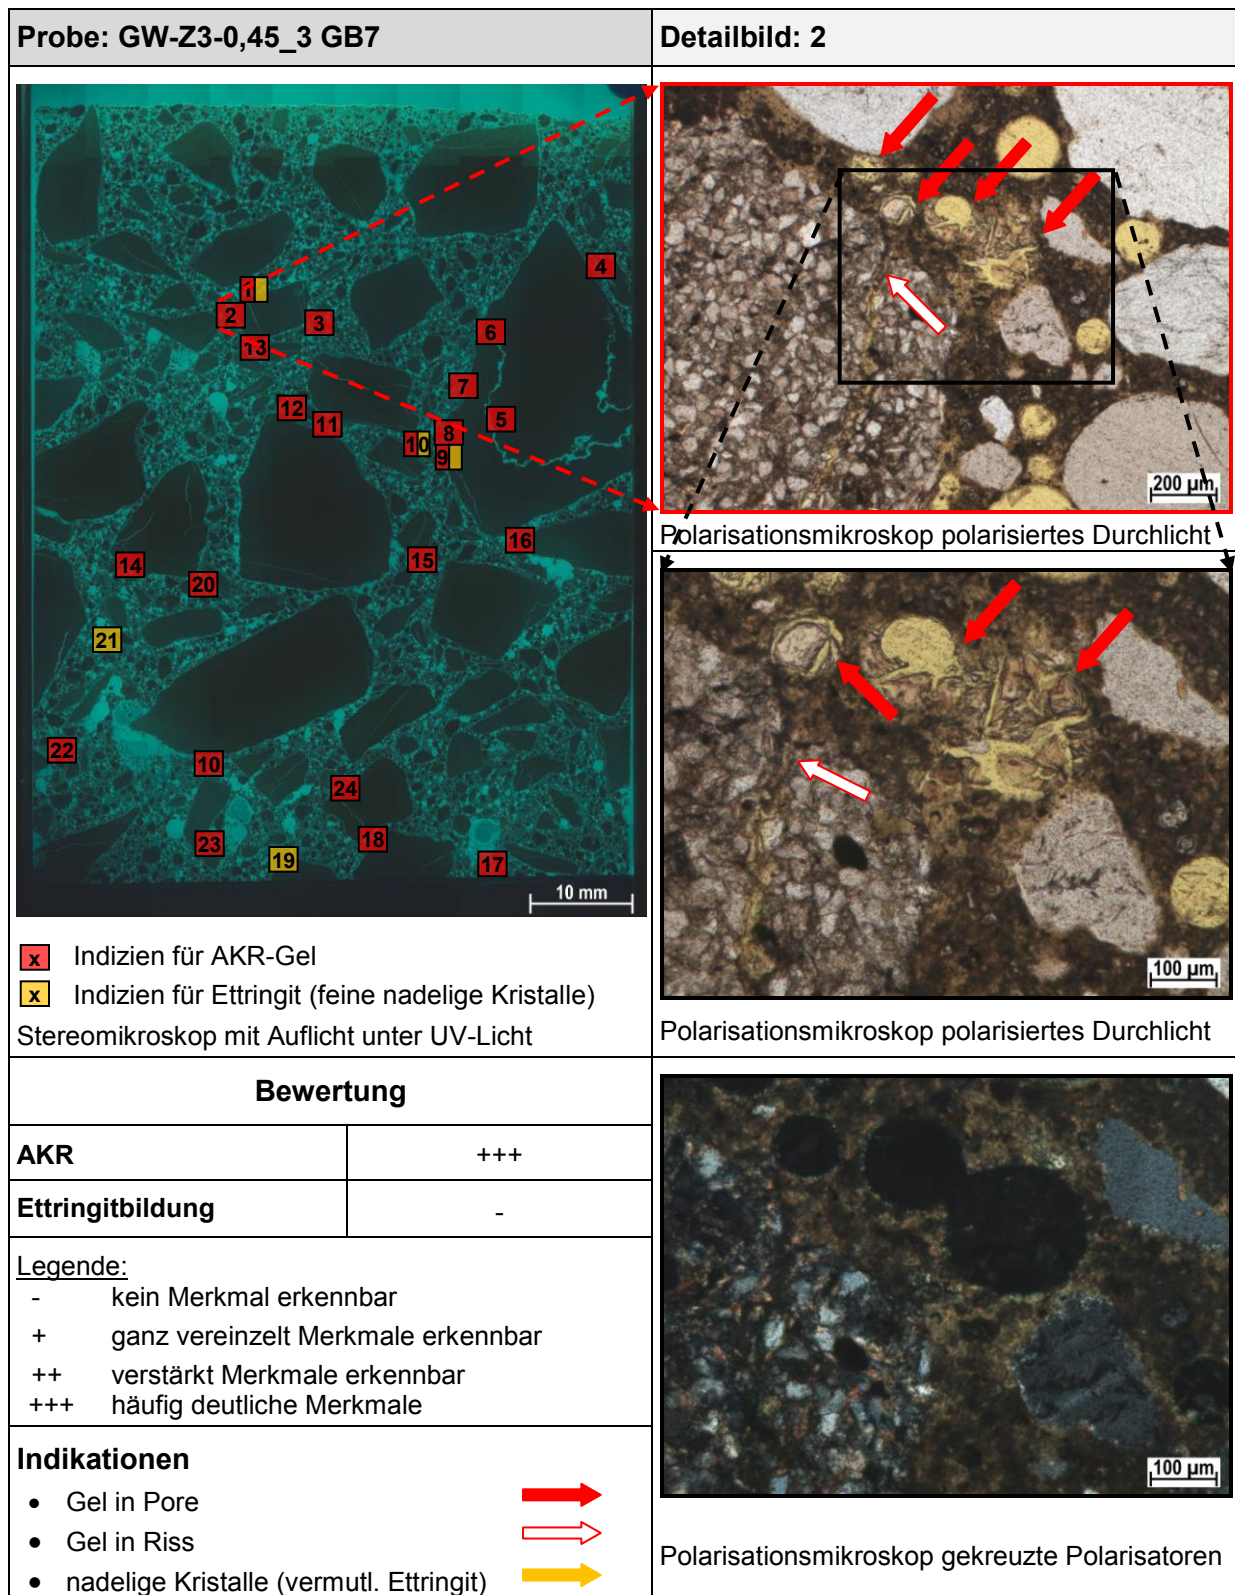 Probe: GW-Z3-0,45_3 GB7
Detailbild: 2
1
2
3
4
13
6
7
12
11
5
8
10
9
16
14
15
20
21
22
10
24
23
18
19
17
10 mm
x Indizien für AKR-Gel
x Indizien für Ettringit (feine nadelige Kristalle)
Stereomikroskop mit Auflicht unter UV-Licht
200 µm
Polarisationsmikroskop polarisiertes Durchlicht
100 µm
Polarisationsmikroskop polarisiertes Durchlicht
Bewertung
AKR +++
Ettringitbildung -
Legende:
- kein Merkmal erkennbar
+ ganz vereinzelt Merkmale erkennbar
++ verstärkt Merkmale erkennbar
+++ häufig deutliche Merkmale
Indikationen
• Gel in Pore
• Gel in Riss
• nadelige Kristalle (vermutl. Ettringit)
100 µm
Polarisationsmikroskop gekreuzte Polarisatoren